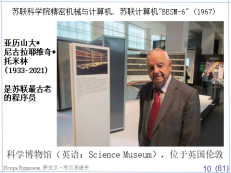 苏联科学院精密机械与计算机，苏联计算机"BESM-6" (1967)
亚历山大•
尼古拉耶维奇•
托米林
(1933-2021)
是苏联最古老
的程序员
科学博物馆（英语：Science Museum），位于英国伦敦
10 (81)